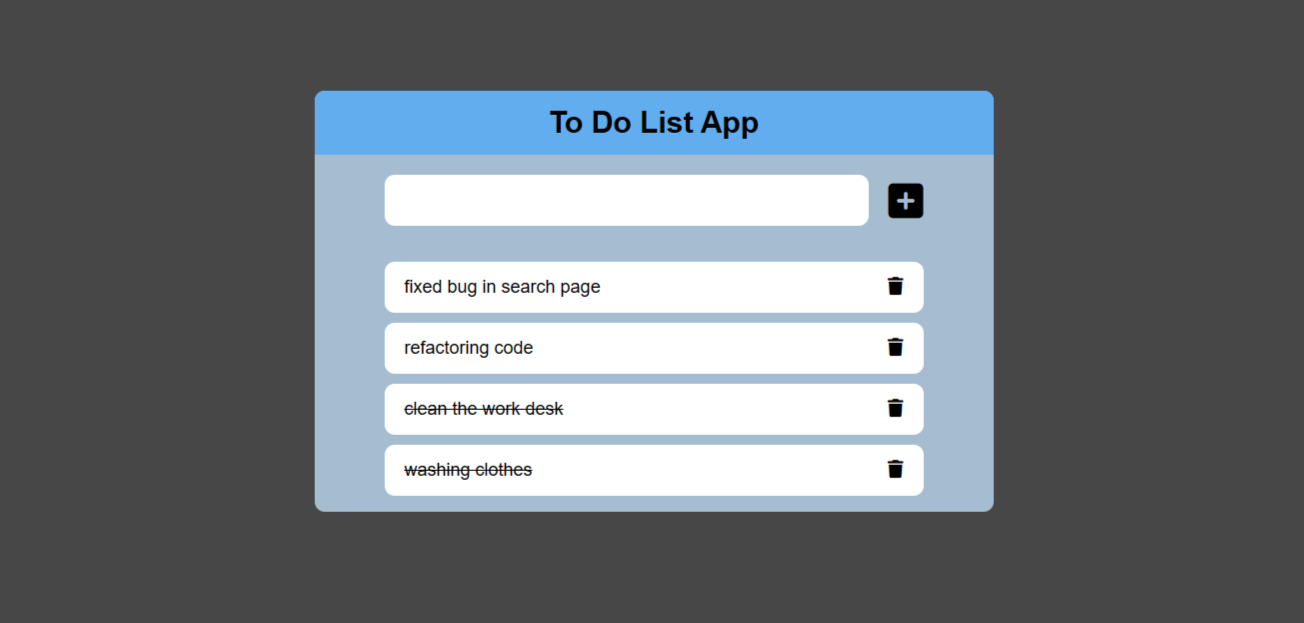 To Do List App
fixed bug in search page
refactoring code
clean the work desk
washing clothes